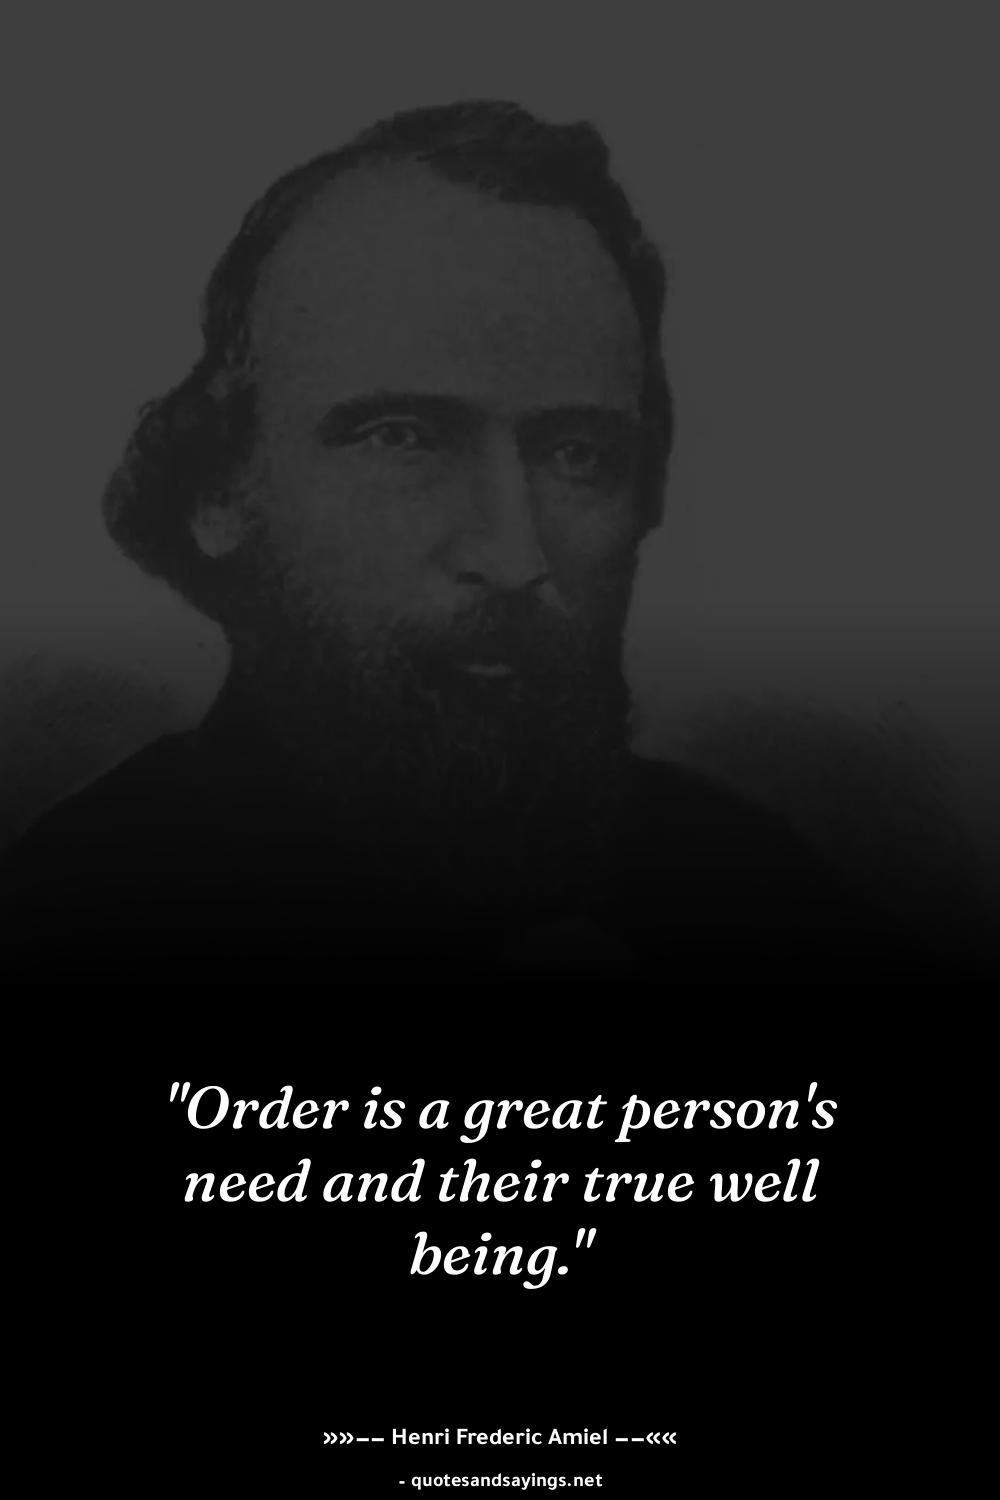 "Order is a great person's
need and their true well
being."
»»−− Henri Frederic Amiel −−««
- quotesandsayings.net